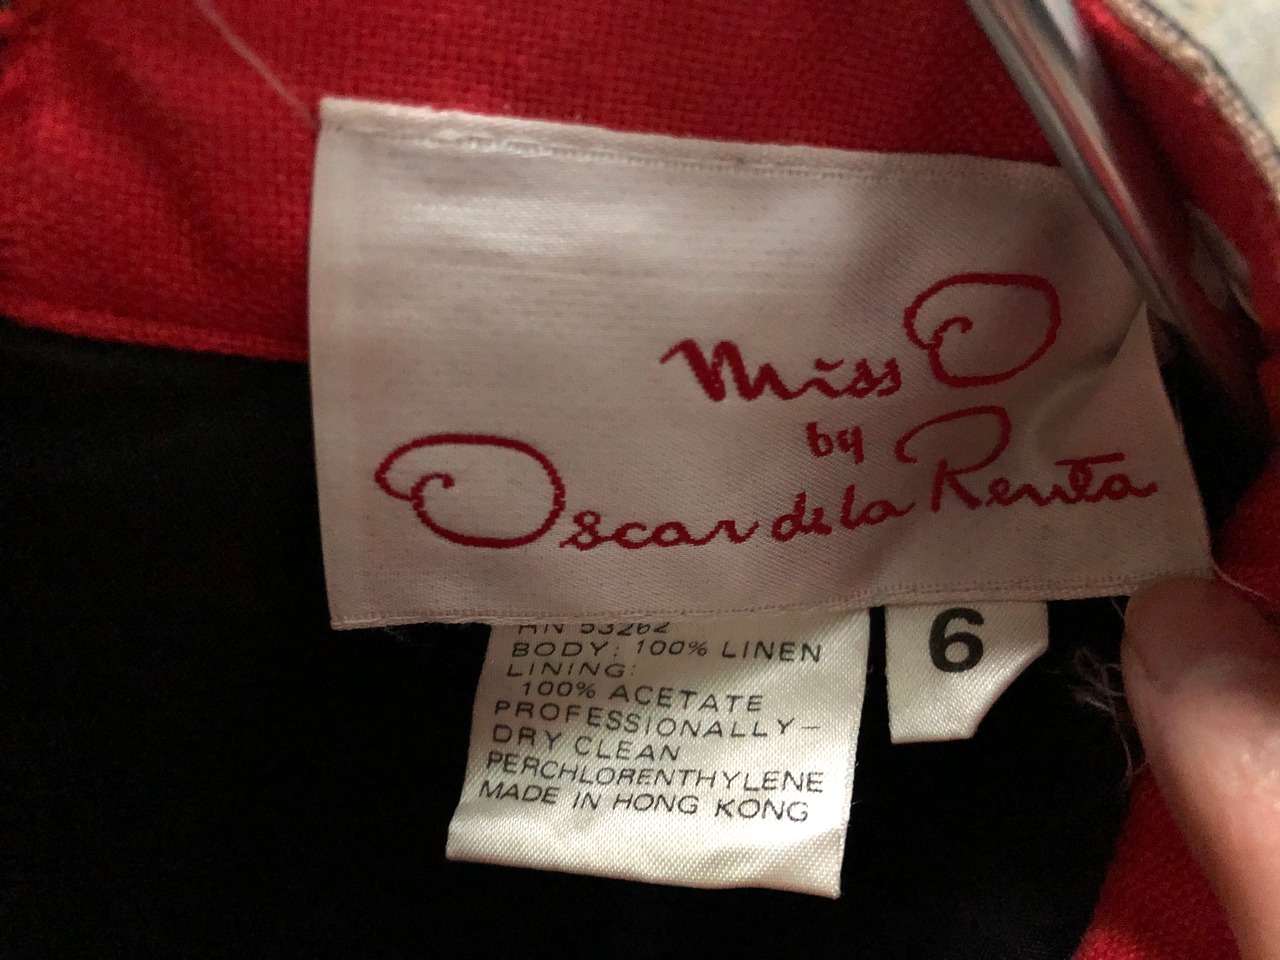 Miss O
by
Oscar de la Renta
RN 53262
BODY: 100% LINEN
LINING:
100% ACETATE
PROFESSIONALLY-
DRY CLEAN
PERCHLORENTHYLENE
MADE IN HONG KONG
6